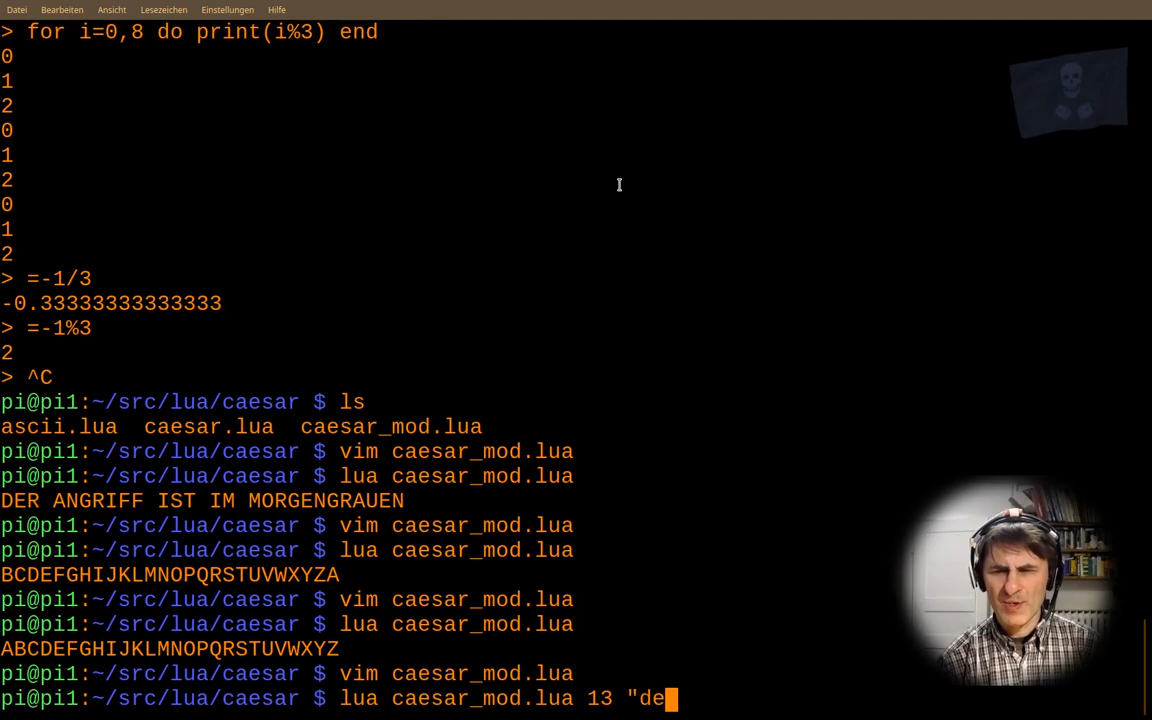 Datei Bearbeiten Ansicht Lesezeichen Einstellungen Hilfe
> for i=0,8 do print(i%3) end
0
1
2
0
1
2
0
1
2
> =-1/3
-0.33333333333333
> =-1%3
2
> ^C
pi@pi1:~/src/lua/caesar $ ls
ascii.lua  caesar.lua  caesar_mod.lua
pi@pi1:~/src/lua/caesar $ vim caesar_mod.lua
pi@pi1:~/src/lua/caesar $ lua caesar_mod.lua
DER ANGRIFF IST IM MORGENGRAUEN
pi@pi1:~/src/lua/caesar $ vim caesar_mod.lua
pi@pi1:~/src/lua/caesar $ lua caesar_mod.lua
BCDEFGHIJKLMNOPQRSTUVWXYZA
pi@pi1:~/src/lua/caesar $ vim caesar_mod.lua
pi@pi1:~/src/lua/caesar $ lua caesar_mod.lua
ABCDEFGHIJKLMNOPQRSTUVWXYZ
pi@pi1:~/src/lua/caesar $ vim caesar_mod.lua
pi@pi1:~/src/lua/caesar $ lua caesar_mod.lua 13 "de